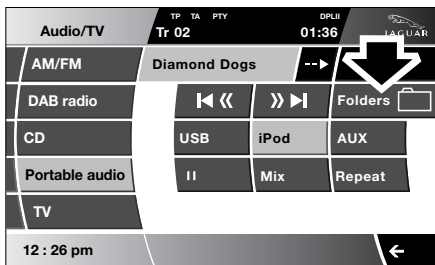 TP TA PTY DPLII
Audio/TV Tr 02 01:36 JAGUAR
AM/FM Diamond Dogs
DAB radio Folders
CD USB iPod AUX
Portable audio II Mix Repeat
TV
12 : 26 pm